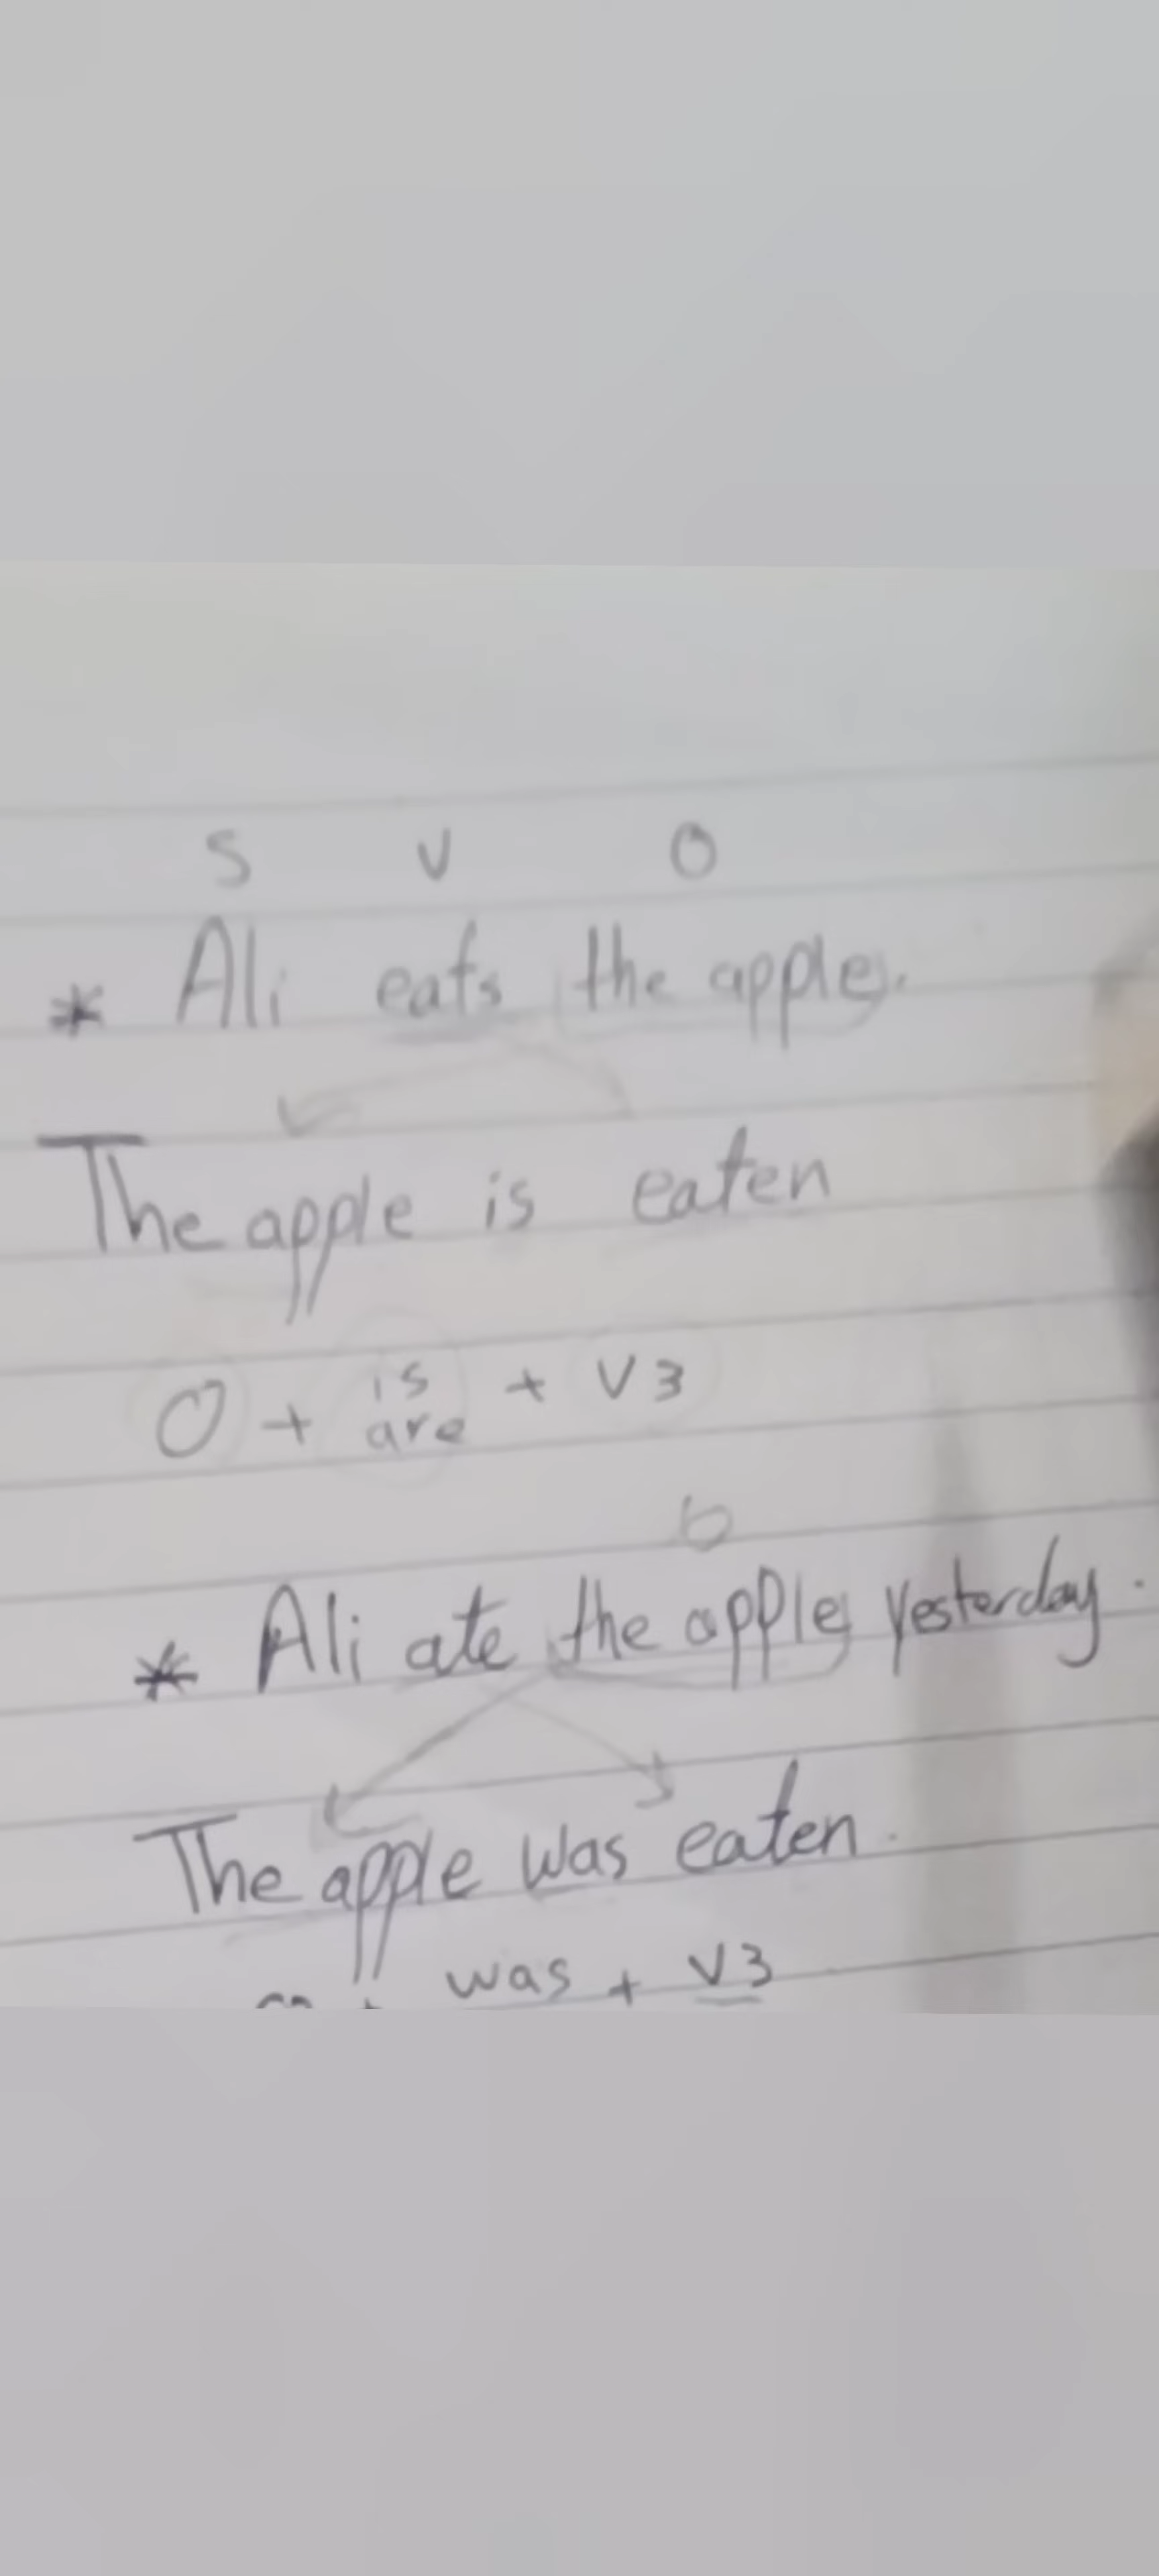 S V O
* Ali eats the apple.
The apple is eaten
O + is + V3
are
O
* Ali ate the apple yesterday.
The apple was eaten.
was + V3